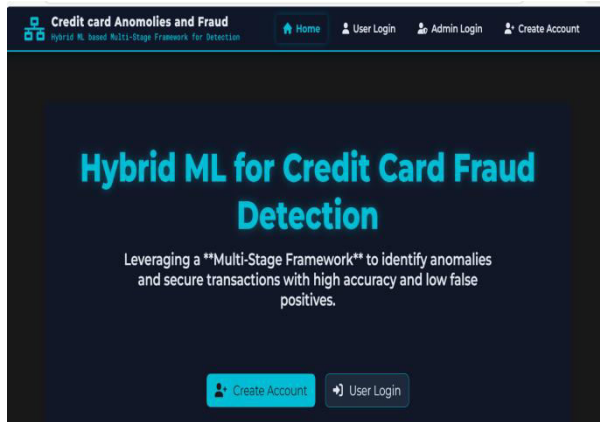 Credit card Anomolies and Fraud
Hybrid ML based Multi-Stage Framework for Detection
Home
User Login
Admin Login
Create Account
Hybrid ML for Credit Card Fraud
Detection
Leveraging a **Multi-Stage Framework** to identify anomalies
and secure transactions with high accuracy and low false
positives.
Create Account
User Login